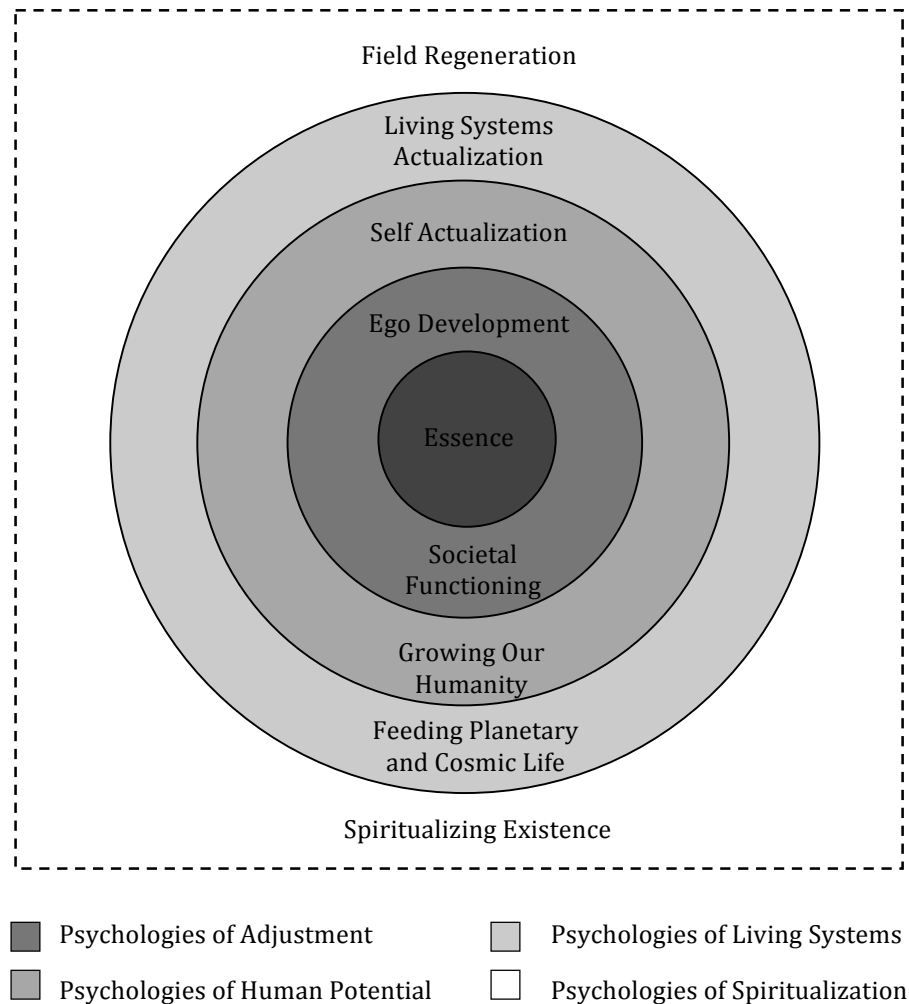 Field Regeneration
Living Systems
Actualization
Self Actualization
Ego Development
Essence
Societal
Functioning
Growing Our
Humanity
Feeding Planetary
and Cosmic Life
Spiritualizing Existence
Psychologies of Adjustment
Psychologies of Living Systems
Psychologies of Human Potential
Psychologies of Spiritualization